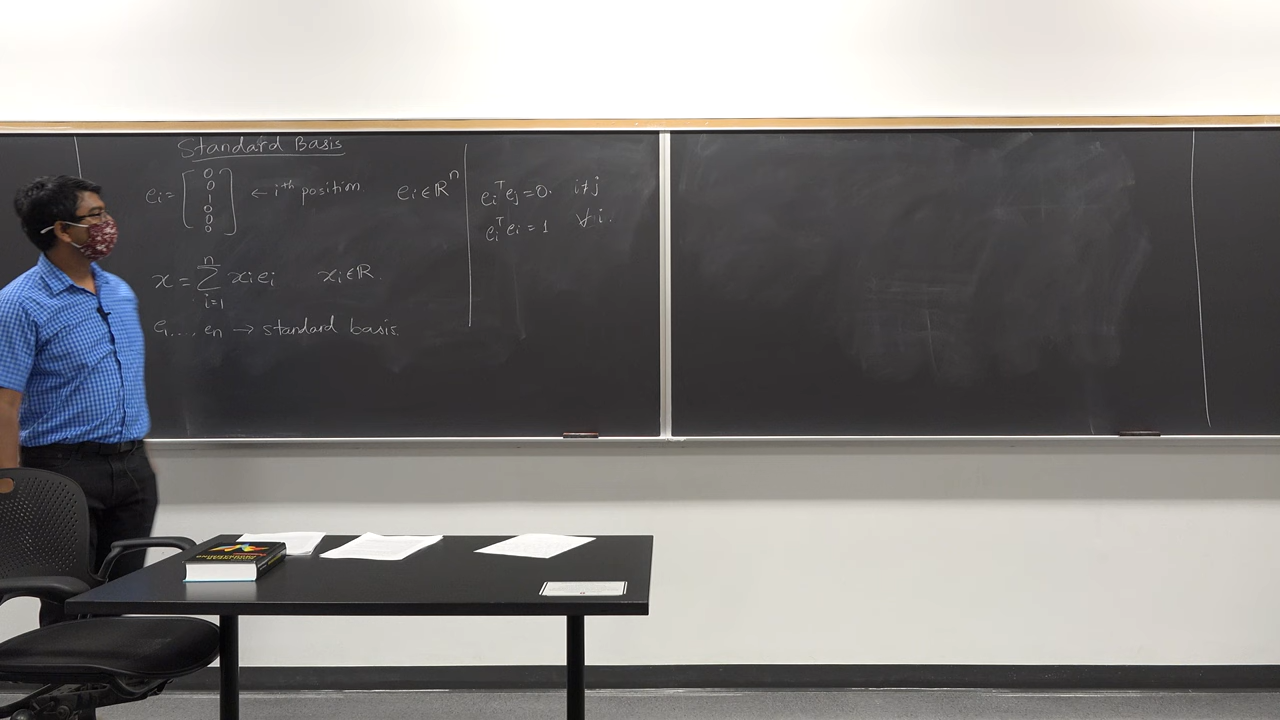 Standard Basis
eᵢ = [0 0 1 0 0 0] ← iᵗʰ position eᵢ ∈ ℝⁿ
x = ∑ᵢ₌₁ⁿ xᵢeᵢ xᵢ ∈ ℝ.
e₁, ..., eₙ → standard basis.
eᵢᵀeⱼ = 0. i ≠ j
eᵢᵀeᵢ = 1 ∀ i.